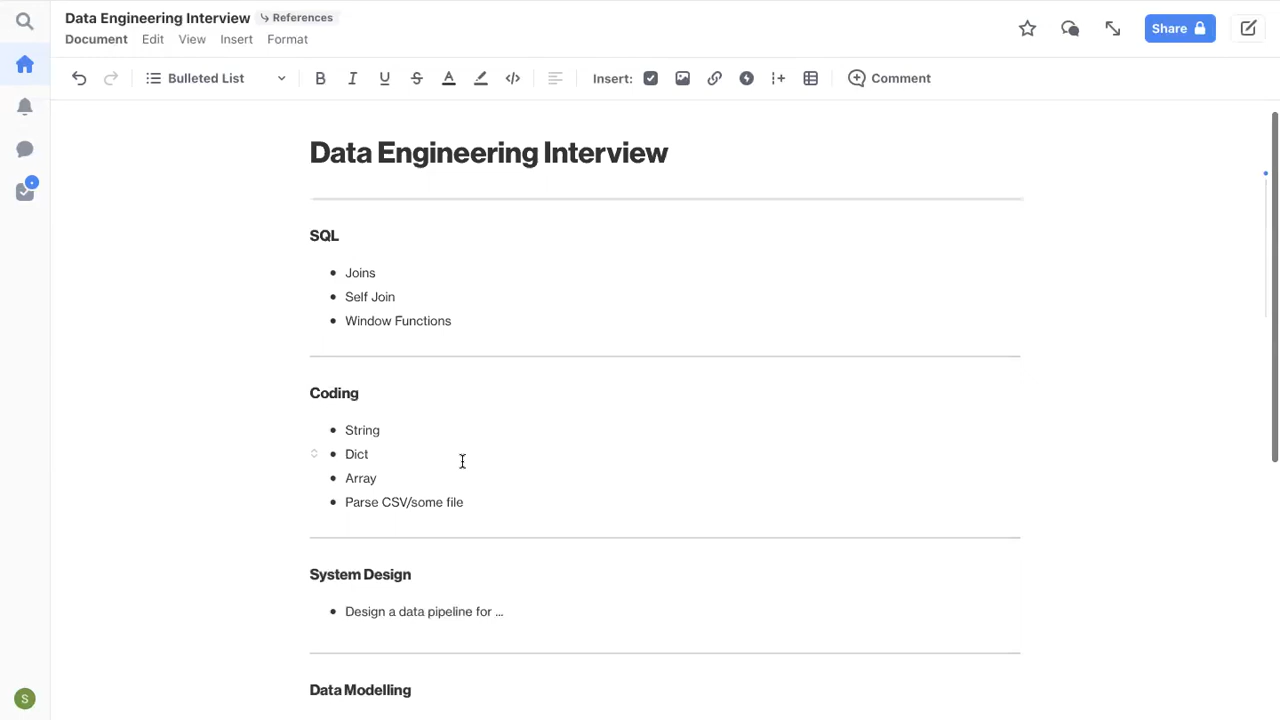 Data Engineering Interview
References
Document Edit View Insert Format
Share
Bulleted List
B I U S A </>
Insert:
Comment
Data Engineering Interview
SQL
Joins
Self Join
Window Functions
Coding
String
Dict
Array
Parse CSV/some file
System Design
Design a data pipeline for ...
Data Modelling
S